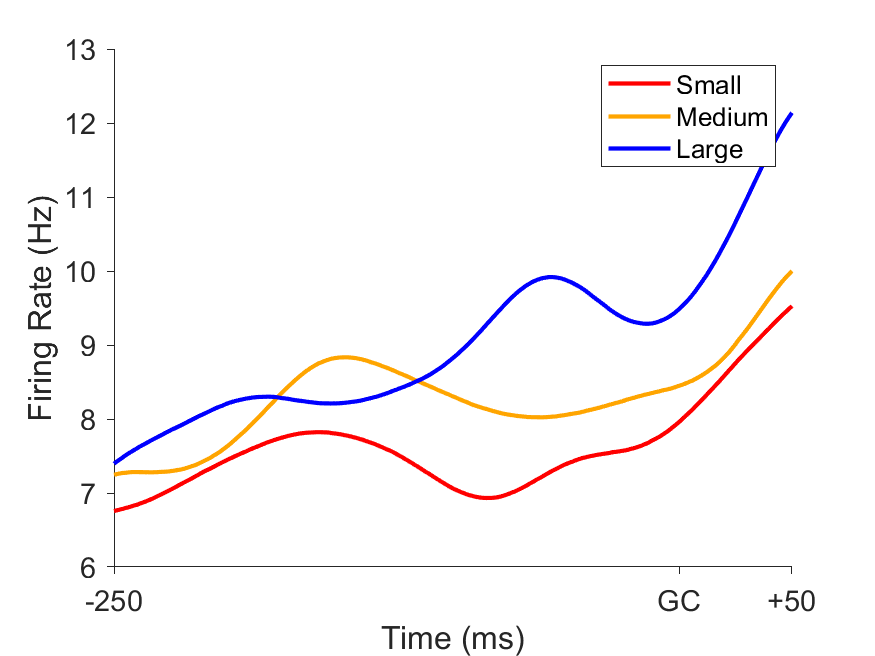 13
12
11
10
9
8
7
6
Firing Rate (Hz)
Small
Medium
Large
-250
GC
+50
Time (ms)